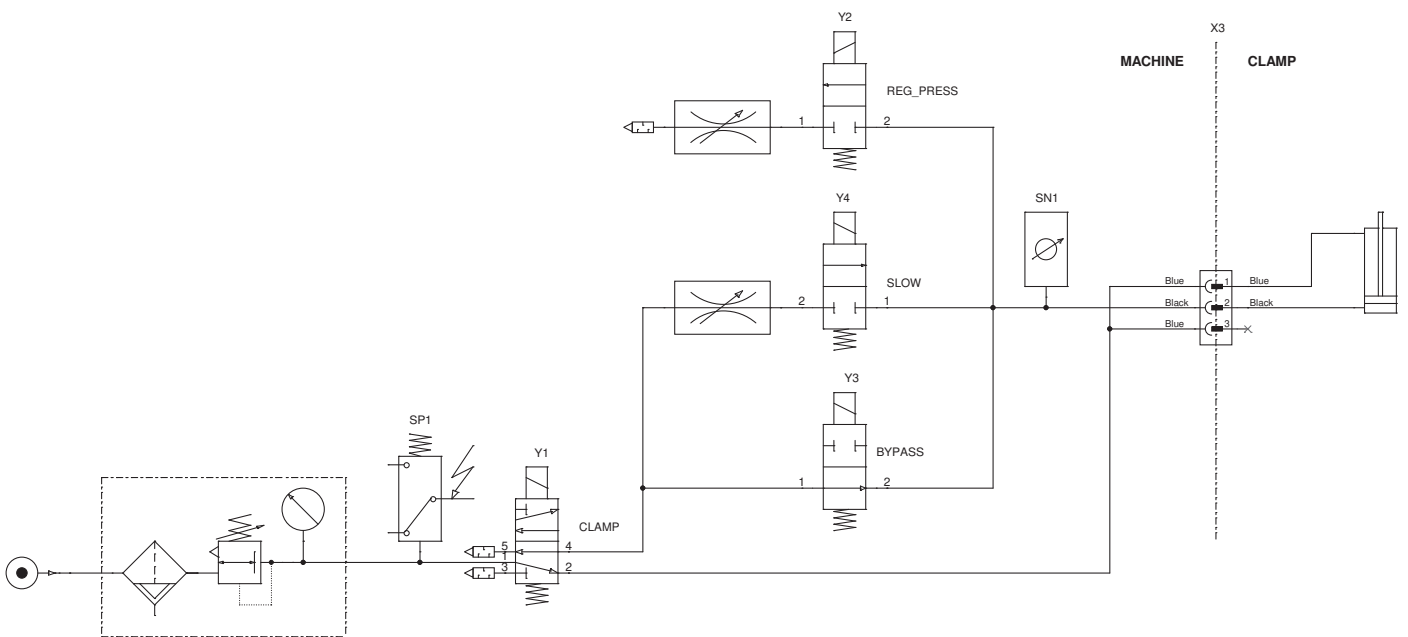 Y2
X3
MACHINE
CLAMP
REG_PRESS
1
2
Y4
SN1
SLOW
2
1
Blue
1
Blue
Black
2
Black
Blue
3
Y3
SP1
BYPASS
Y1
1
2
CLAMP
5
4
1
3
2